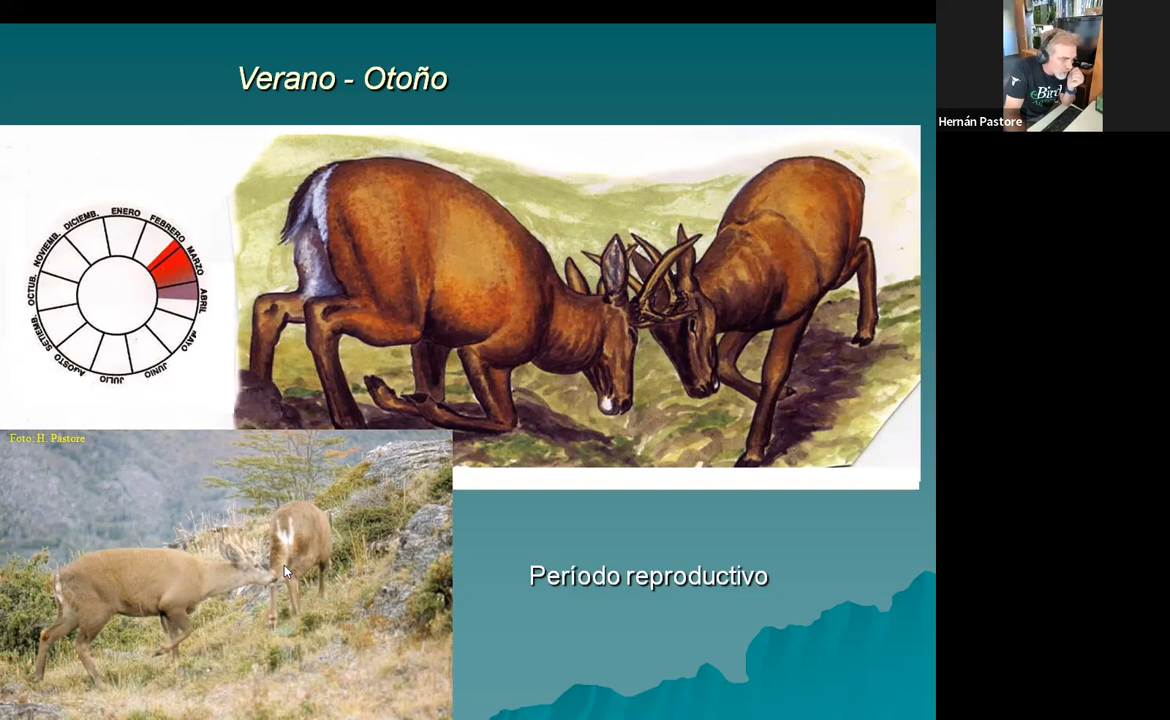 Verano - Otoño
ENERO
FEBRERO
MARZO
ABRIL
MAYO
JUNIO
JULIO
AGOSTO
SETIEMB.
OCTUB.
NOVIEMB.
DICIEMB.
Foto: H. Pastore
Período reproductivo
eBird
Hernán Pastore